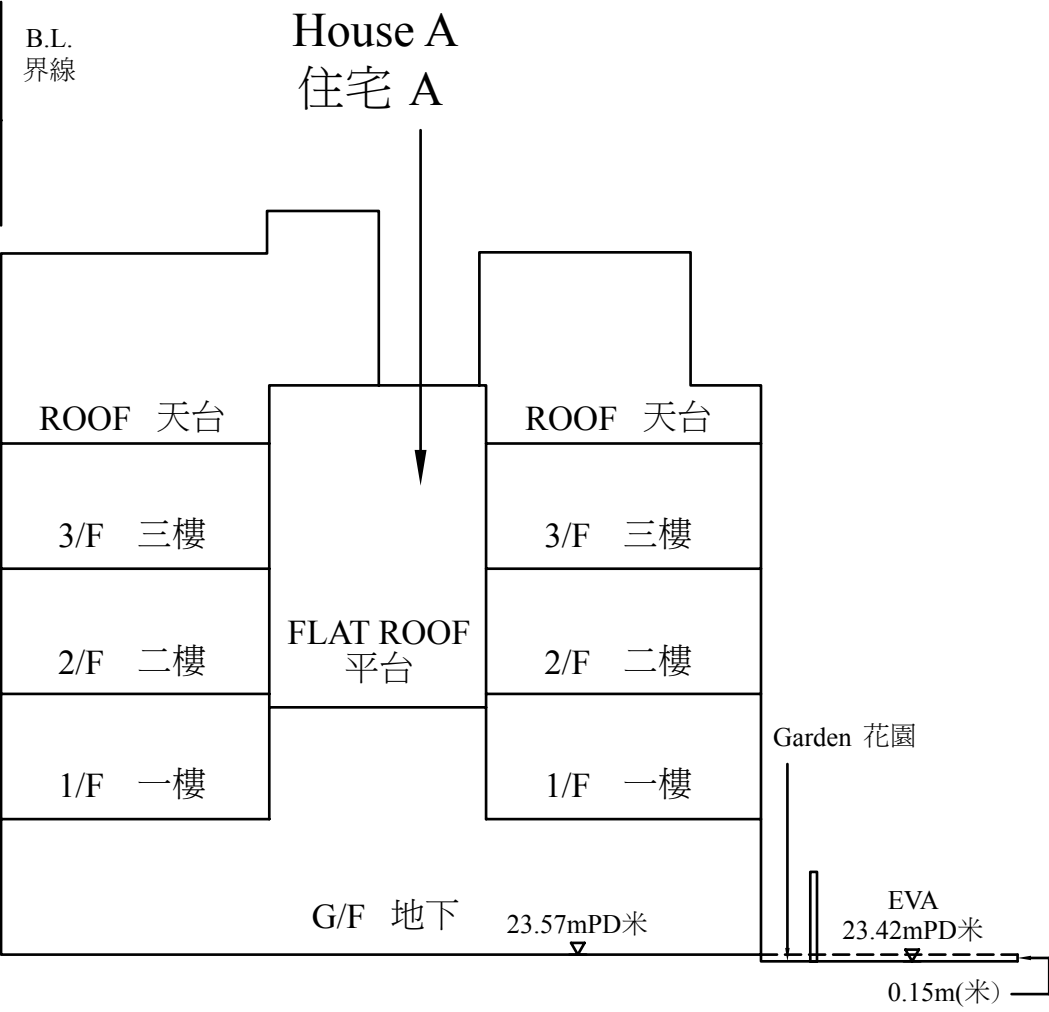 B.L.
界線
House A
住宅 A
ROOF 天台
ROOF 天台
3/F 三樓
3/F 三樓
FLAT ROOF
平台
2/F 二樓
2/F 二樓
Garden 花園
1/F 一樓
1/F 一樓
G/F 地下
23.57mPD米
EVA
23.42mPD米
0.15m(米)